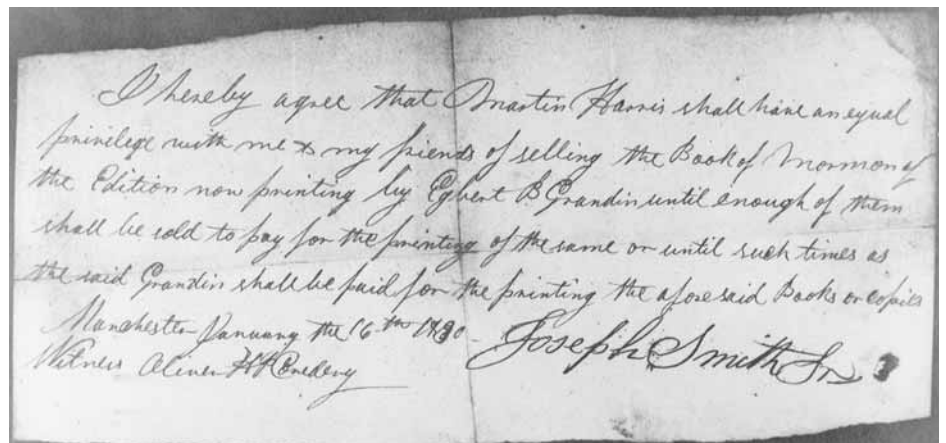 I hereby agree that Martin Harris shall have an equal
privilege with me & my friends of selling the Book of Mormon of
the Edition now printing by Egbert B Grandin until enough of them
shall be sold to pay for the printing of the same or until such times as
the said Grandin shall be paid for the printing the aforesaid Books or copies
Manchester January the 16th 1830—
Witness Oliver H P Cowdery
Joseph Smith Sr